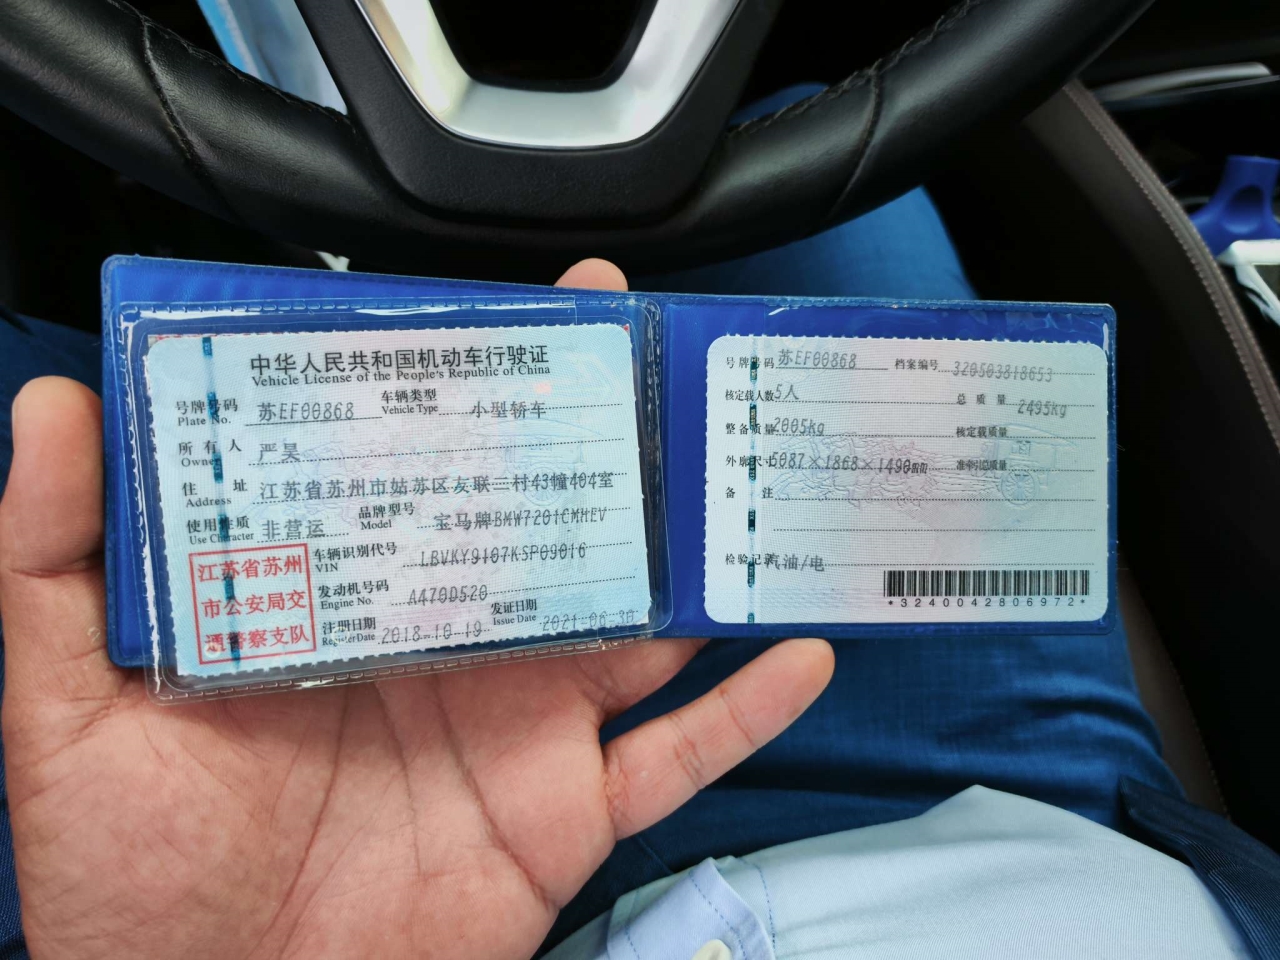 中华人民共和国机动车行驶证
Vehicle License of the People's Republic of China
号牌号码 Plate No. 苏EF00868 车辆类型 Vehicle Type 小型轿车
所有人 Owner 严昊
住址 Address 江苏省苏州市姑苏区友联三村43幢404室
使用性质 Use Character 非营运 品牌型号 Model 宝马牌BMW7201CMHEV
江苏省苏州
市公安局交
通警察支队
车辆识别代号 VIN LBVKY9107KSP09016
发动机号码 Engine No. A470D520
注册日期 Register Date 2018-10-19 发证日期 Issue Date 2021-06-30
号牌号码 苏EF00868 档案编号 320503818653
核定载人数 5人 总质量 2495kg
整备质量 2005kg 核定载质量
外廓尺寸 5087×1868×1490mm 准牵引总质量
备注
检验记录 汽油/电
*3240042806972*